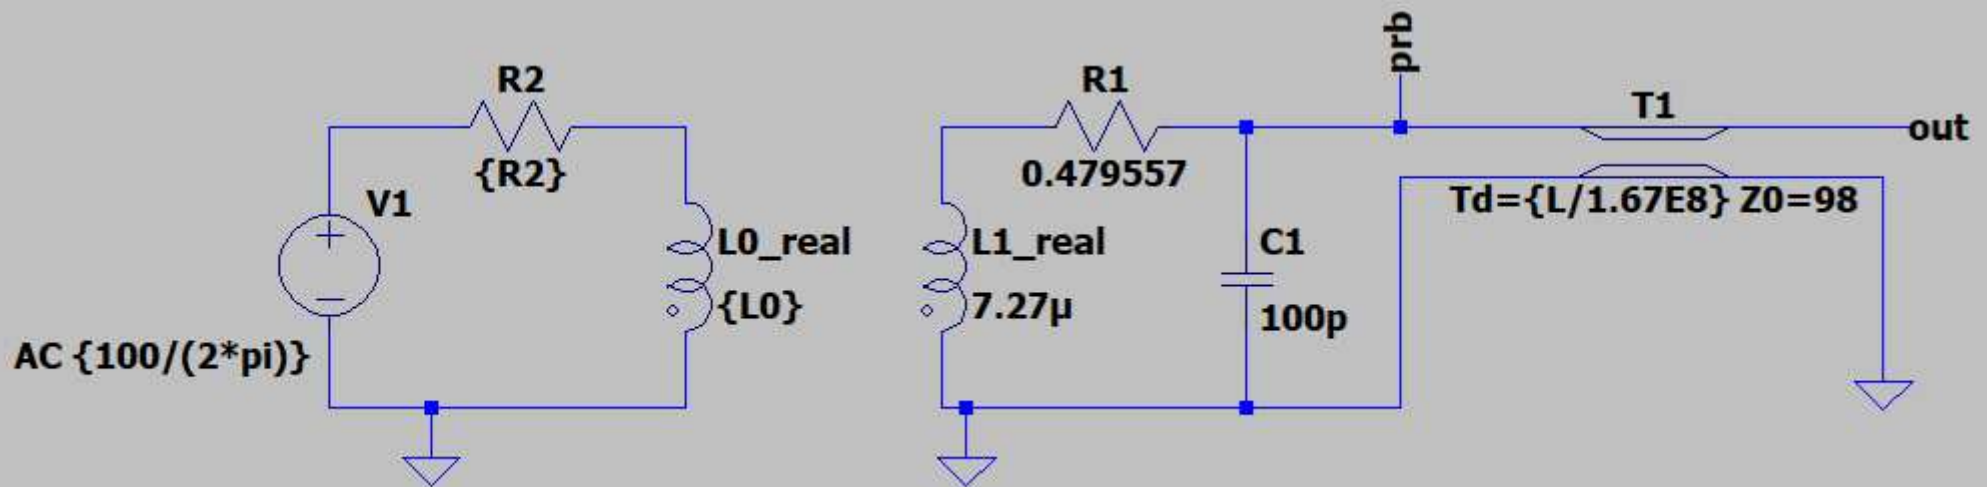 prb
R2
R1
T1
out
{R2}
0.479557
V1
Td={L/1.67E8} Z0=98
L0_real
L1_real
C1
{L0}
7.27µ
100p
AC {100/(2*pi)}